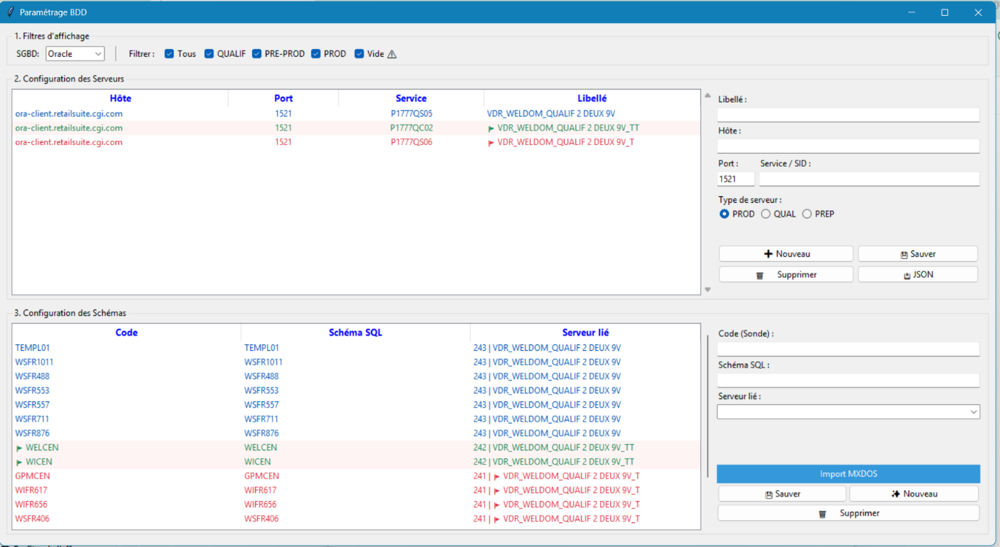 Paramétrage BDD
1. Filtres d'affichage
SGBD: Oracle Filtrer : Tous QUALIF PRE-PROD PROD Vide ⚠
2. Configuration des Serveurs
Hôte Port Service Libellé
ora-client.retailsuite.cgi.com 1521 P1777QS05 VDR_WELDOM_QUALIF 2 DEUX 9V
ora-client.retailsuite.cgi.com 1521 P1777QC02 VDR_WELDOM_QUALIF 2 DEUX 9V_TT
ora-client.retailsuite.cgi.com 1521 P1777QS06 VDR_WELDOM_QUALIF 2 DEUX 9V_T
Libellé :
Hôte :
Port : Service / SID :
1521
Type de serveur :
PROD QUAL PREP
Nouveau Sauver
Supprimer JSON
3. Configuration des Schémas
Code Schéma SQL Serveur lié
TEMPL01 TEMPL01 243 | VDR_WELDOM_QUALIF 2 DEUX 9V
WSFR1011 WSFR1011 243 | VDR_WELDOM_QUALIF 2 DEUX 9V
WSFR488 WSFR488 243 | VDR_WELDOM_QUALIF 2 DEUX 9V
WSFR553 WSFR553 243 | VDR_WELDOM_QUALIF 2 DEUX 9V
WSFR557 WSFR557 243 | VDR_WELDOM_QUALIF 2 DEUX 9V
WSFR711 WSFR711 243 | VDR_WELDOM_QUALIF 2 DEUX 9V
WSFR876 WSFR876 243 | VDR_WELDOM_QUALIF 2 DEUX 9V
WELCEN WELCEN 242 | VDR_WELDOM_QUALIF 2 DEUX 9V_TT
WICEN WICEN 242 | VDR_WELDOM_QUALIF 2 DEUX 9V_TT
GPMCEN GPMCEN 241 | VDR_WELDOM_QUALIF 2 DEUX 9V_T
WIFR617 WIFR617 241 | VDR_WELDOM_QUALIF 2 DEUX 9V_T
WIFR656 WIFR656 241 | VDR_WELDOM_QUALIF 2 DEUX 9V_T
WSFR406 WSFR406 241 | VDR_WELDOM_QUALIF 2 DEUX 9V_T
Code (Sonde) :
Schéma SQL :
Serveur lié :
Import MXDOS
Sauver Nouveau
Supprimer